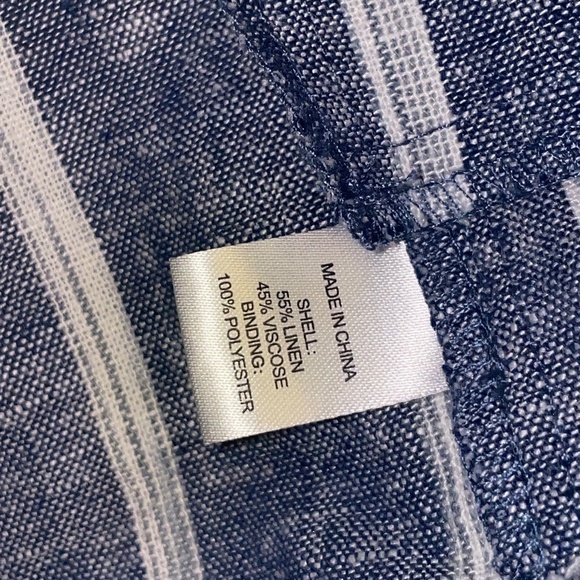 MADE IN CHINA
SHELL:
55% LINEN
45% VISCOSE
BINDING:
100% POLYESTER